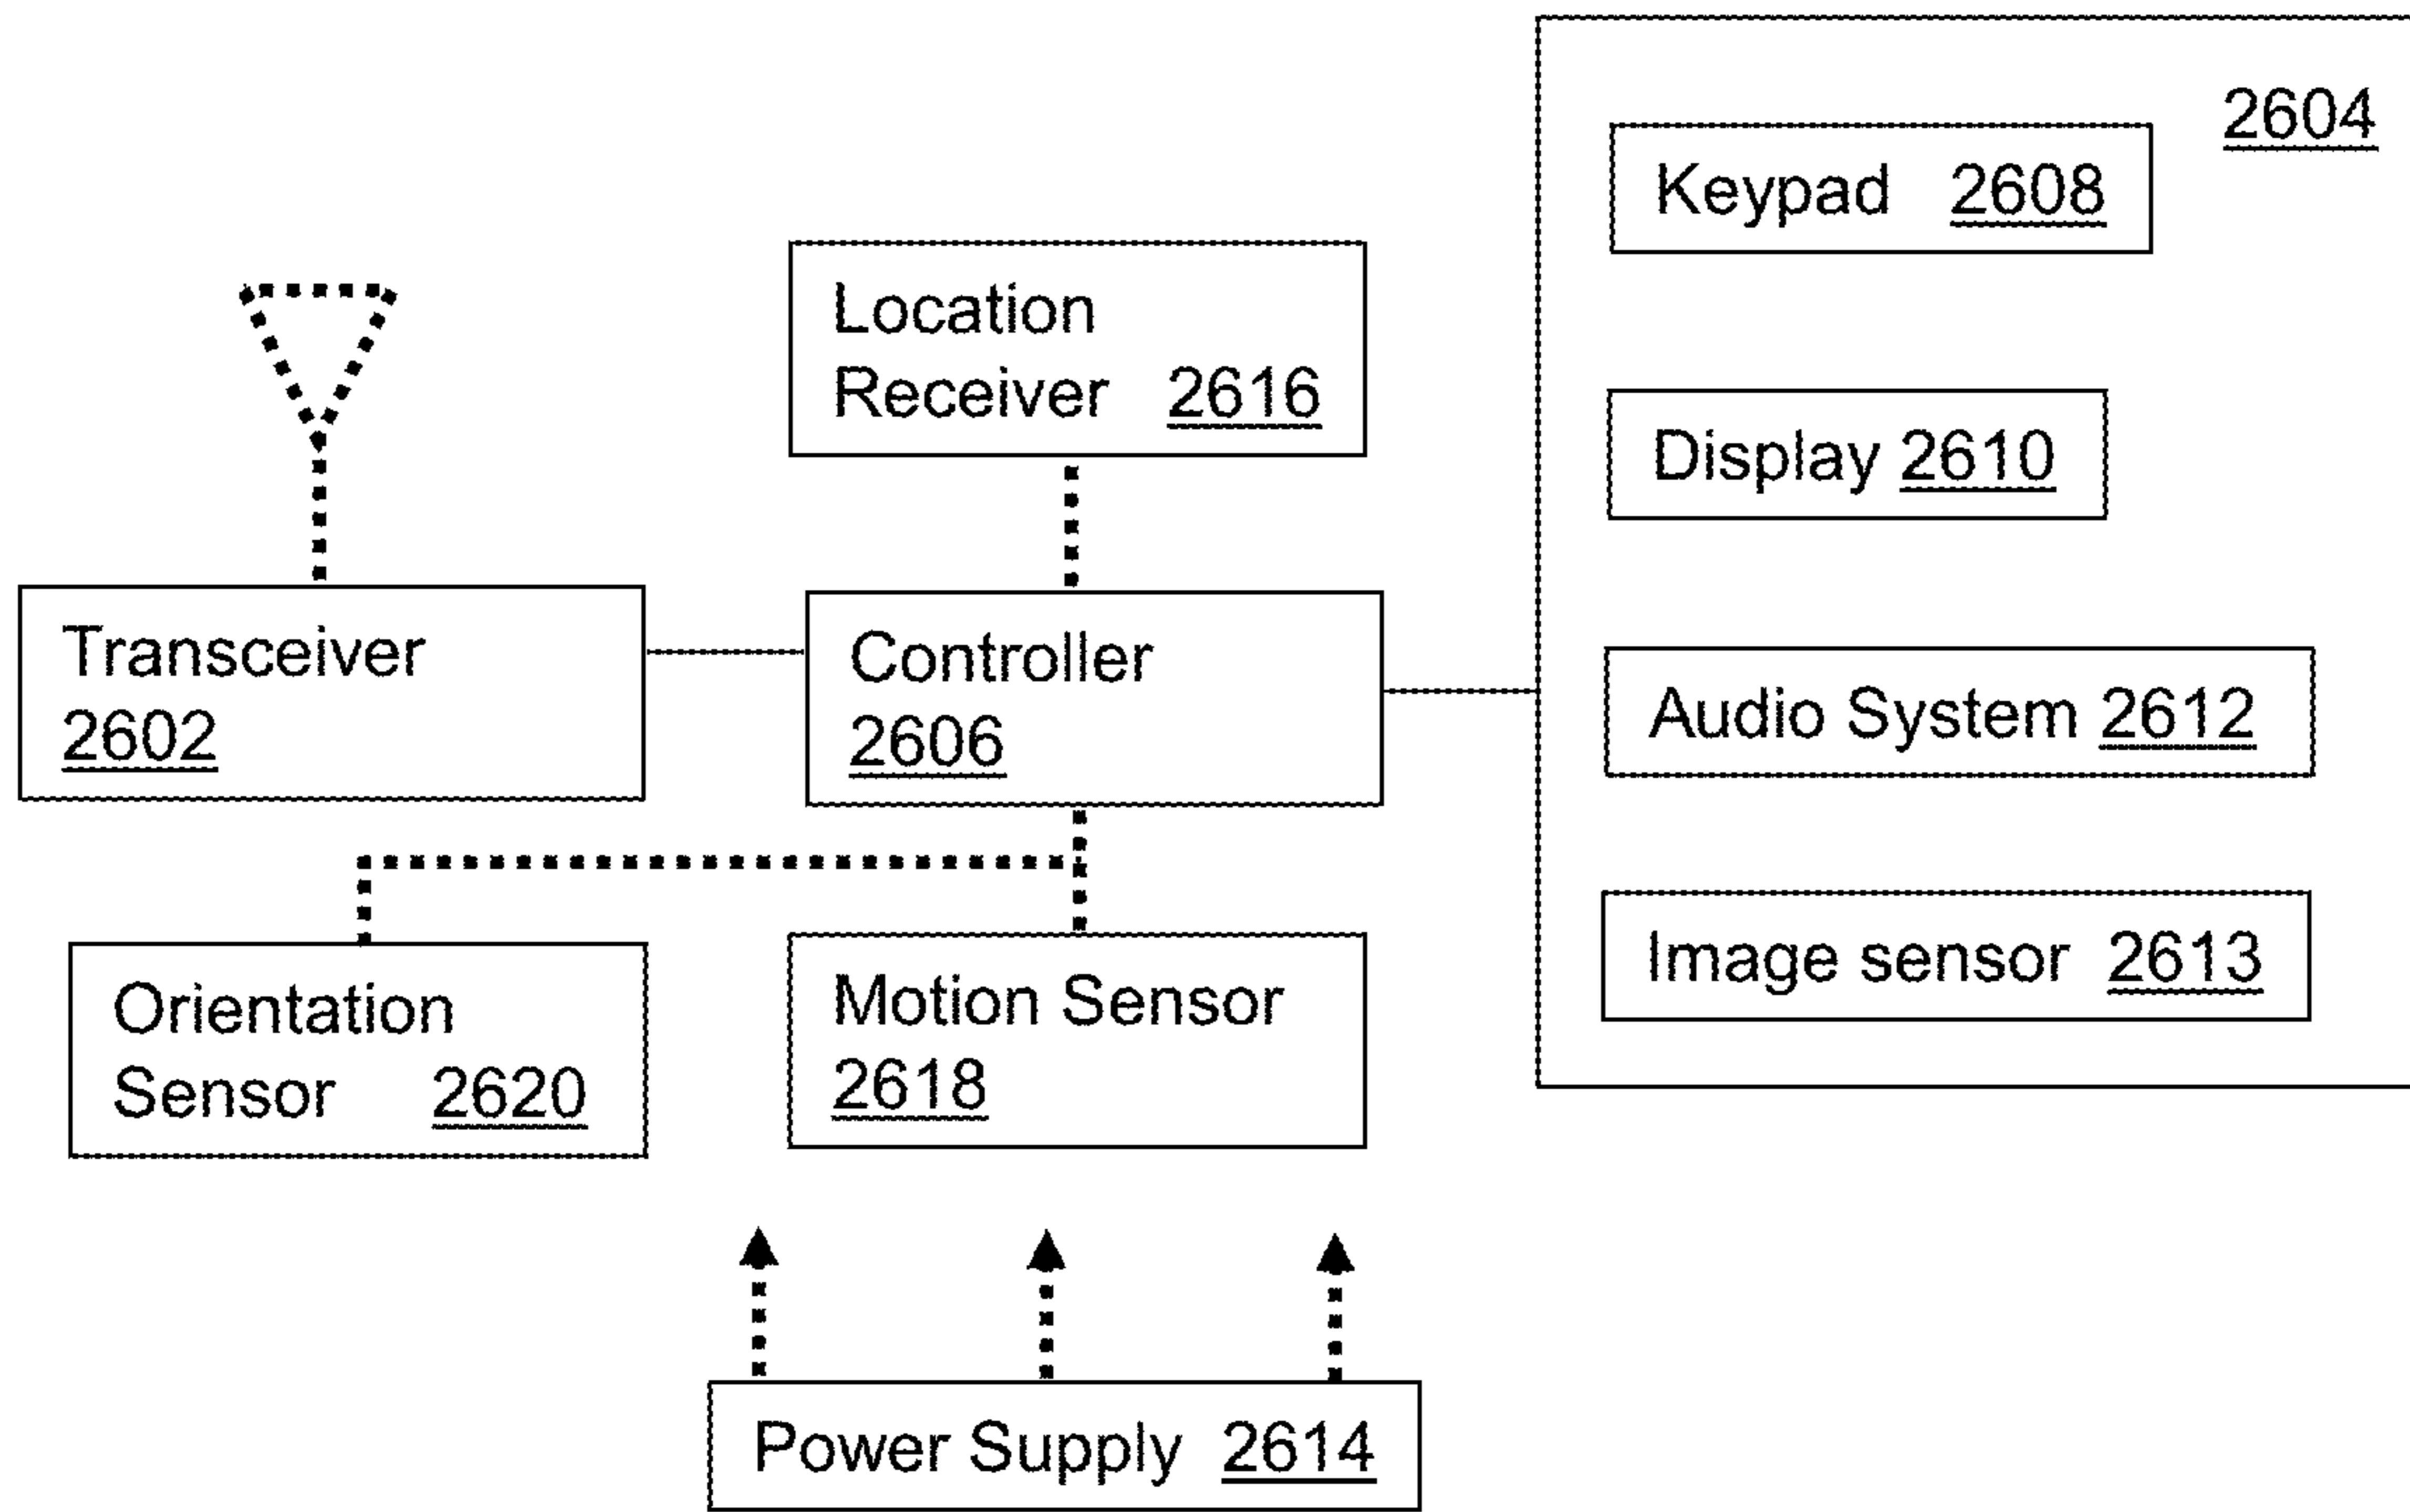 2604
Keypad 2608
Location
Receiver 2616
Display 2610
Transceiver
2602
Controller
2606
Audio System 2612
Image sensor 2613
Orientation
Sensor 2620
Motion Sensor
2618
Power Supply 2614